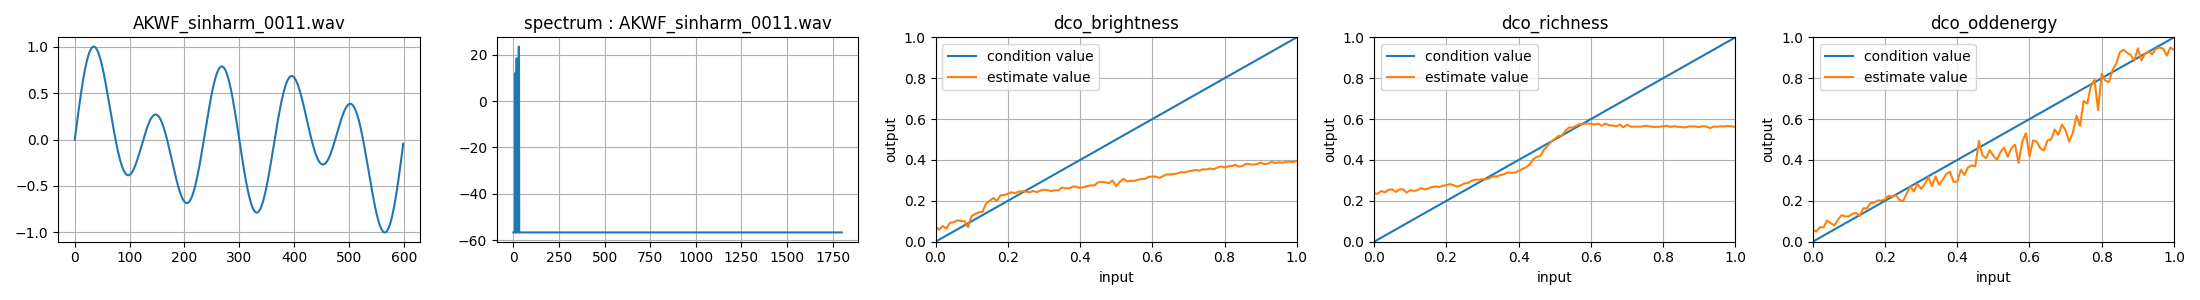 AKWF_sinharm_0011.wav
1.0
0.5
0.0
−0.5
−1.0
0 100 200 300 400 500 600
spectrum : AKWF_sinharm_0011.wav
20
0
−20
−40
−60
0 250 500 750 1000 1250 1500 1750
dco_brightness
condition value
estimate value
output
1.0
0.8
0.6
0.4
0.2
0.0
0.0 0.2 0.4 0.6 0.8 1.0
input
dco_richness
condition value
estimate value
output
1.0
0.8
0.6
0.4
0.2
0.0
0.0 0.2 0.4 0.6 0.8 1.0
input
dco_oddenergy
condition value
estimate value
output
1.0
0.8
0.6
0.4
0.2
0.0
0.0 0.2 0.4 0.6 0.8 1.0
input